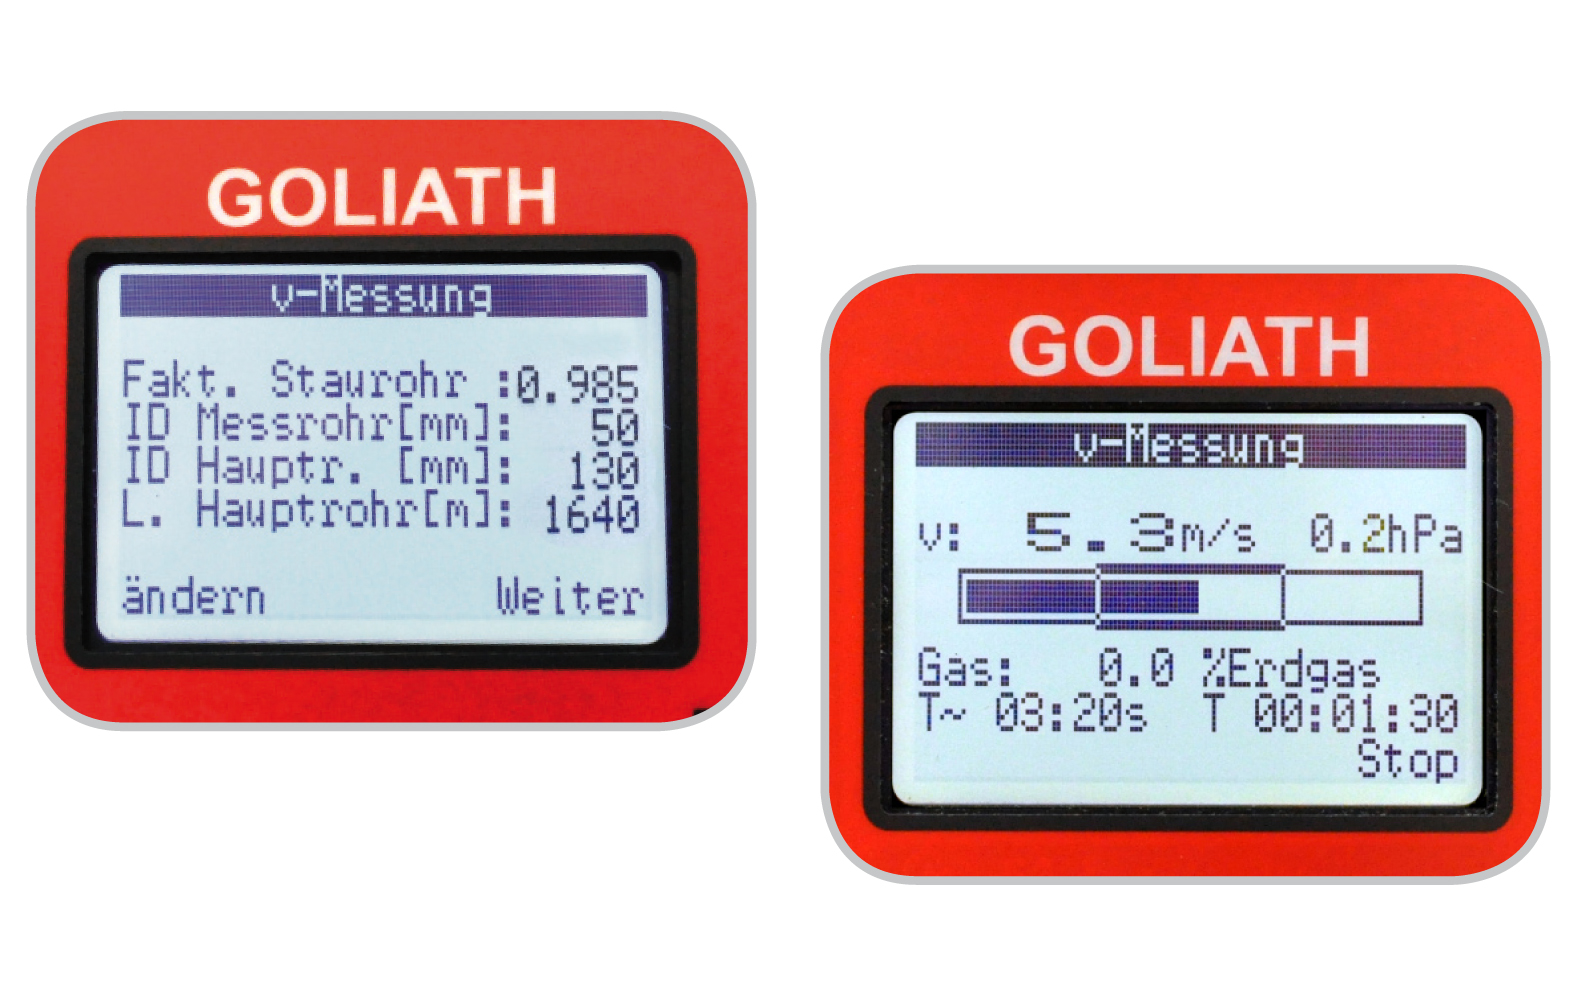 GOLIATH
v-Messung
Fakt. Staurohr :0.985
ID Messrohr[mm]: 50
ID Hauptr. [mm]: 130
L. Hauptrohr[m]: 1640
ändern Weiter
GOLIATH
v-Messung
v: 5.3m/s 0.2hPa
Gas: 0.0 %Erdgas
T~ 03:20s T 00:01:30
Stop